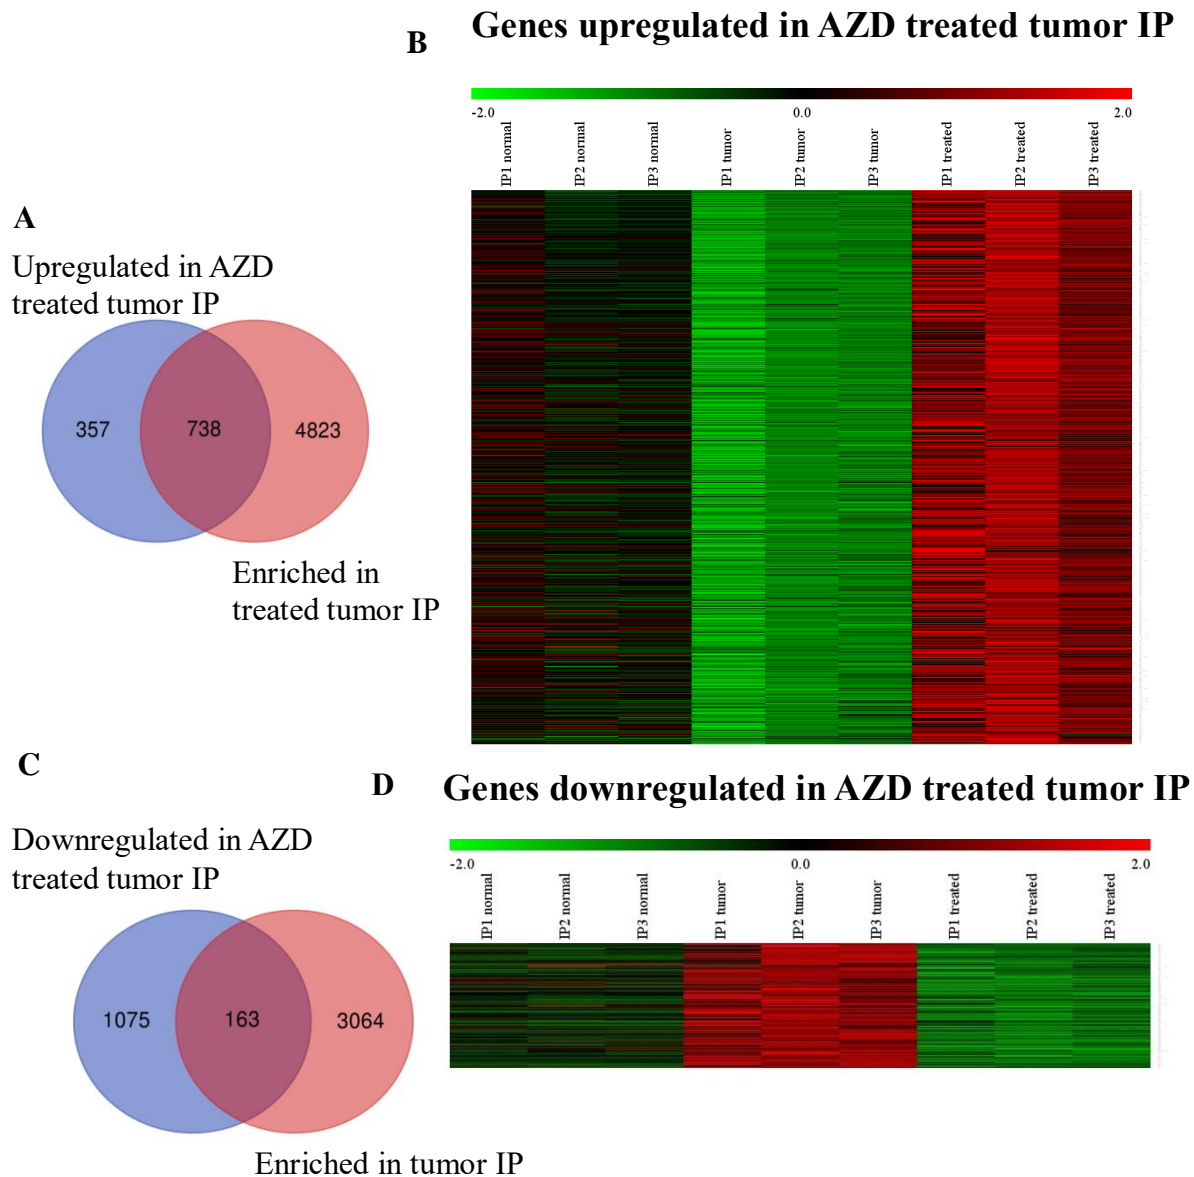 B
Genes upregulated in AZD treated tumor IP
-2.0
0.0
2.0
IP1 normal
IP2 normal
IP3 normal
IP1 tumor
IP2 tumor
IP3 tumor
IP1 treated
IP2 treated
IP3 treated
A
Upregulated in AZD
treated tumor IP
357
738
4823
Enriched in
treated tumor IP
C
Downregulated in AZD
treated tumor IP
1075
163
3064
Enriched in tumor IP
D
Genes downregulated in AZD treated tumor IP
-2.0
0.0
2.0
IP1 normal
IP2 normal
IP3 normal
IP1 tumor
IP2 tumor
IP3 tumor
IP1 treated
IP2 treated
IP3 treated